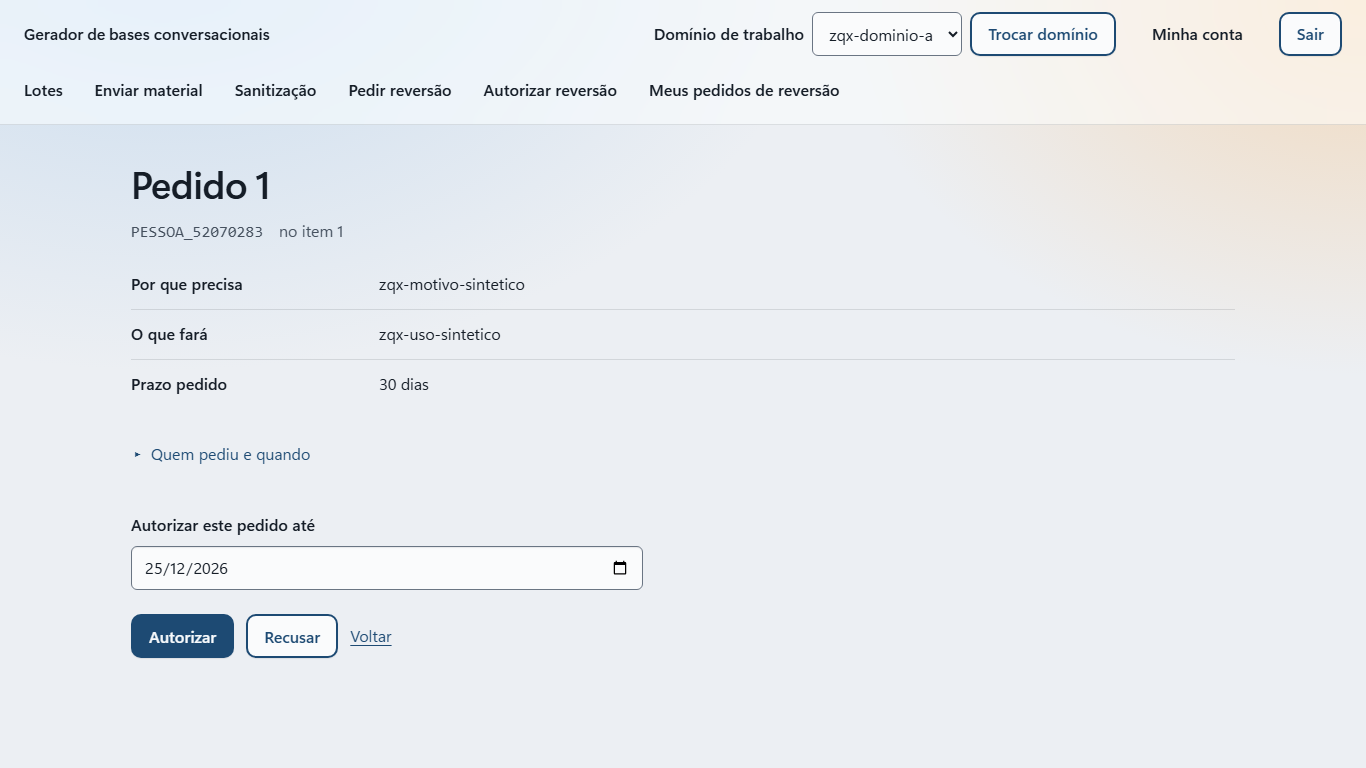 Gerador de bases conversacionais
Domínio de trabalho zqx-dominio-a Trocar domínio Minha conta Sair
Lotes Enviar material Sanitização Pedir reversão Autorizar reversão Meus pedidos de reversão
Pedido 1
PESSOA_52070283 no item 1
Por que precisa zqx-motivo-sintetico
O que fará zqx-uso-sintetico
Prazo pedido 30 dias
Quem pediu e quando
Autorizar este pedido até
25/12/2026
Autorizar Recusar Voltar